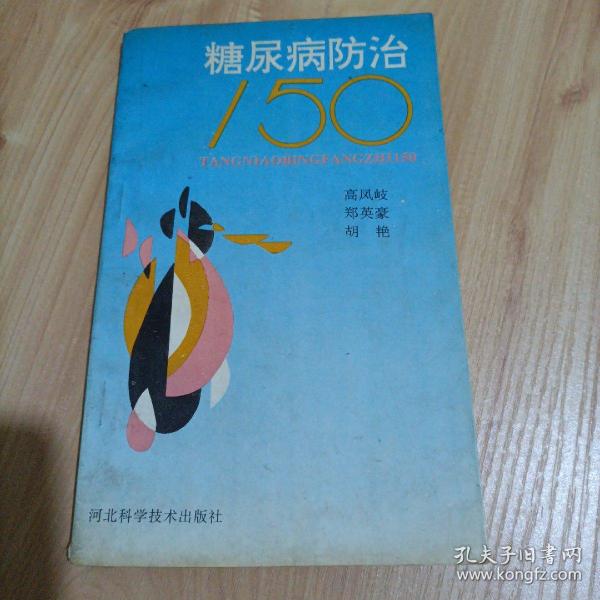 糖尿病防治
150
TANGNIAOBINGFANGZHI150
高凤岐
郑英豪
胡 艳
河北科学技术出版社
孔夫子旧书网
www.kongfz.com